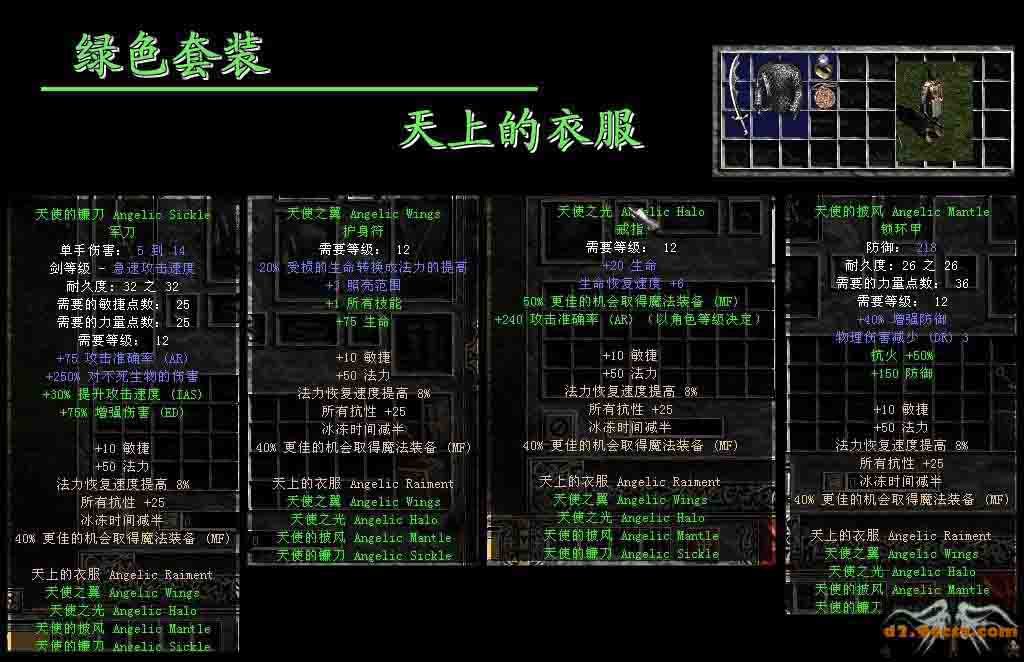 绿色套装
天上的衣服
天使的镰刀 Angelic Sickle
军刀
单手伤害： 5 到 14
剑等级 - 急速攻击速度
耐久度：32 之 32
需要的敏捷点数： 25
需要的力量点数： 25
需要等级： 12
+75 攻击准确率 (AR)
+250% 对不死生物的伤害
+30% 提升攻击速度 (IAS)
+75% 增强伤害 (ED)
+10 敏捷
+50 法力
法力恢复速度提高 8%
所有抗性 +25
冰冻时间减半
40% 更佳的机会取得魔法装备 (MF)
天上的衣服 Angelic Raiment
天使之翼 Angelic Wings
天使之光 Angelic Halo
天使的披风 Angelic Mantle
天使的镰刀 Angelic Sickle
天使之翼 Angelic Wings
护身符
需要等级： 12
20% 受损的生命转换成法力的提高
+3 照亮范围
+1 所有技能
+75 生命
+10 敏捷
+50 法力
法力恢复速度提高 8%
所有抗性 +25
冰冻时间减半
40% 更佳的机会取得魔法装备 (MF)
天上的衣服 Angelic Raiment
天使之翼 Angelic Wings
天使之光 Angelic Halo
天使的披风 Angelic Mantle
天使的镰刀 Angelic Sickle
天使之光 Angelic Halo
戒指
需要等级： 12
+20 生命
生命恢复速度 +6
50% 更佳的机会取得魔法装备 (MF)
+240 攻击准确率 (AR) (以角色等级决定)
+10 敏捷
+50 法力
法力恢复速度提高 8%
所有抗性 +25
冰冻时间减半
40% 更佳的机会取得魔法装备 (MF)
天上的衣服 Angelic Raiment
天使之翼 Angelic Wings
天使之光 Angelic Halo
天使的披风 Angelic Mantle
天使的镰刀 Angelic Sickle
天使的披风 Angelic Mantle
锁环甲
防御： 218
耐久度：26 之 26
需要的力量点数： 36
需要等级： 12
+40% 增强防御
物理伤害减少 (DR) 3
抗火 +50%
+150 防御
+10 敏捷
+50 法力
法力恢复速度提高 8%
所有抗性 +25
冰冻时间减半
40% 更佳的机会取得魔法装备 (MF)
天上的衣服 Angelic Raiment
天使之翼 Angelic Wings
天使之光 Angelic Halo
天使的披风 Angelic Mantle
天使的镰刀